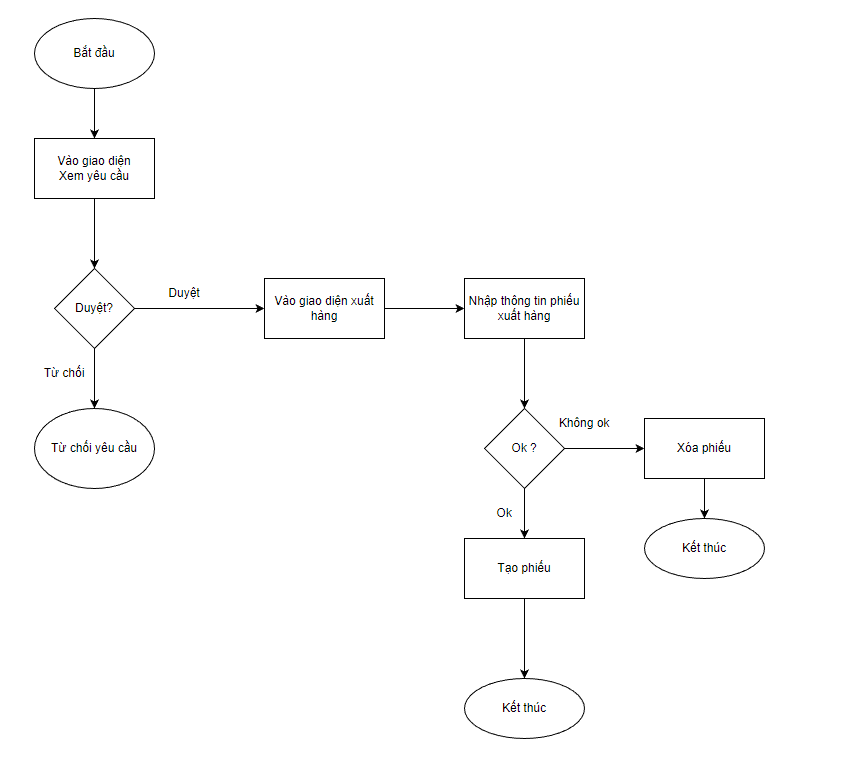 Bắt đầu
Vào giao diện
Xem yêu cầu
Duyệt?
Duyệt
Vào giao diện xuất
hàng
Nhập thông tin phiếu
xuất hàng
Từ chối
Từ chối yêu cầu
Ok ?
Không ok
Xóa phiếu
Kết thúc
Ok
Tạo phiếu
Kết thúc